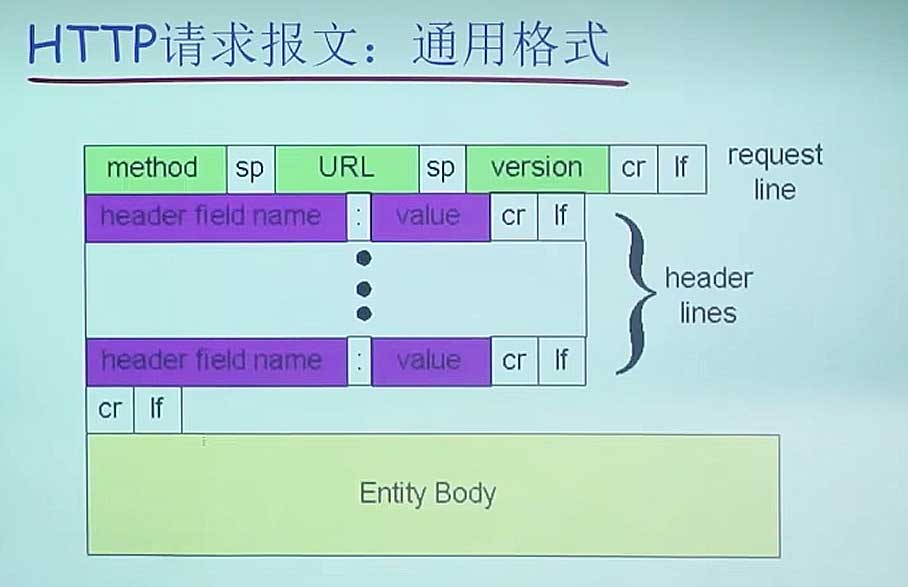 HTTP请求报文：通用格式
method sp URL sp version cr lf
request
line
header field name : value cr lf
header
lines
header field name : value cr lf
cr lf
Entity Body